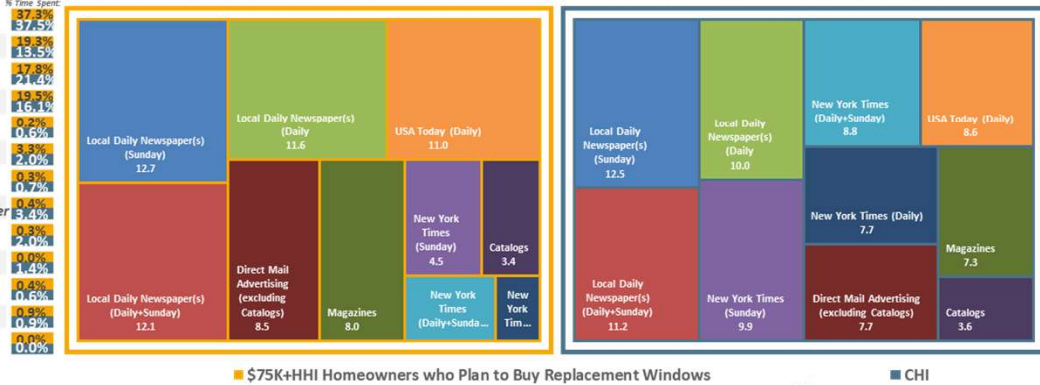 % Time Spent:
37.3%
37.5%
19.3%
13.5%
17.8%
21.4%
19.5%
16.1%
0.2%
0.6%
3.3%
2.0%
0.3%
0.7%
0.4%
3.4%
0.3%
2.0%
0.0%
1.4%
0.4%
0.6%
0.9%
0.9%
0.0%
0.0%
er
Local Daily Newspaper(s)
(Sunday)
12.7
Local Daily Newspaper(s)
(Daily
11.6
USA Today (Daily)
11.0
Local Daily Newspaper(s)
(Daily+Sunday)
12.1
Direct Mail
Advertising
(excluding
Catalogs)
8.5
Magazines
8.0
New York
Times
(Sunday)
4.5
Catalogs
3.4
New York
Times
(Daily+Sunda...
New
York
Tim...
Local Daily
Newspaper(s)
(Sunday)
12.5
Local Daily
Newspaper(s)
(Daily
10.0
New York Times
(Daily+Sunday)
8.8
USA Today (Daily)
8.6
Local Daily
Newspaper(s)
(Daily+Sunday)
11.2
New York Times
(Sunday)
9.9
New York Times (Daily)
7.7
Magazines
7.3
Direct Mail Advertising
(excluding Catalogs)
7.7
Catalogs
3.6
$75K+HHI Homeowners who Plan to Buy Replacement Windows
CHI